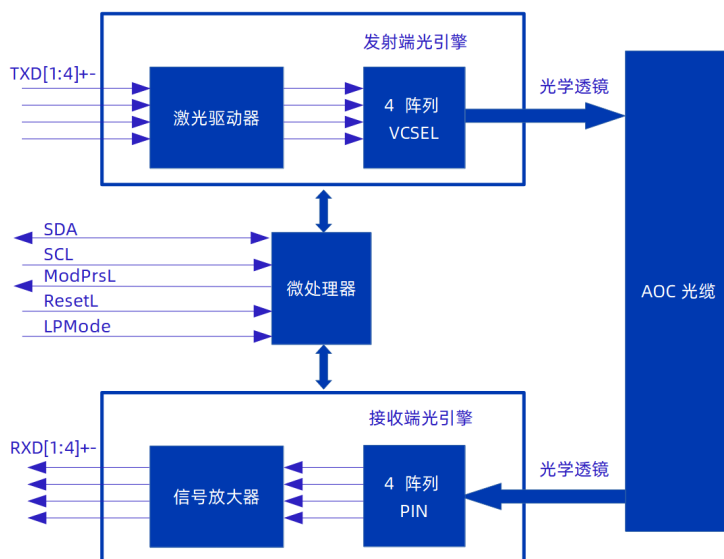 发射端光引擎
TXD[1:4]+-
激光驱动器
4 阵列
VCSEL
光学透镜
SDA
SCL
ModPrsL
ResetL
LPMode
微处理器
AOC 光缆
接收端光引擎
RXD[1:4]+-
信号放大器
4 阵列
PIN
光学透镜